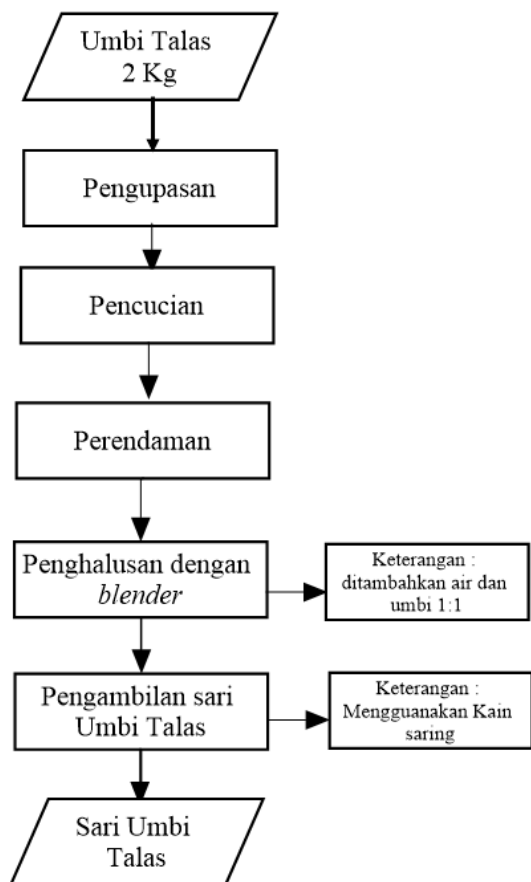 Umbi Talas
2 Kg
Pengupasan
Pencucian
Perendaman
Penghalusan dengan
blender
Keterangan :
ditambahkan air dan
umbi 1:1
Pengambilan sari
Umbi Talas
Keterangan :
Mengguanakan Kain
saring
Sari Umbi
Talas